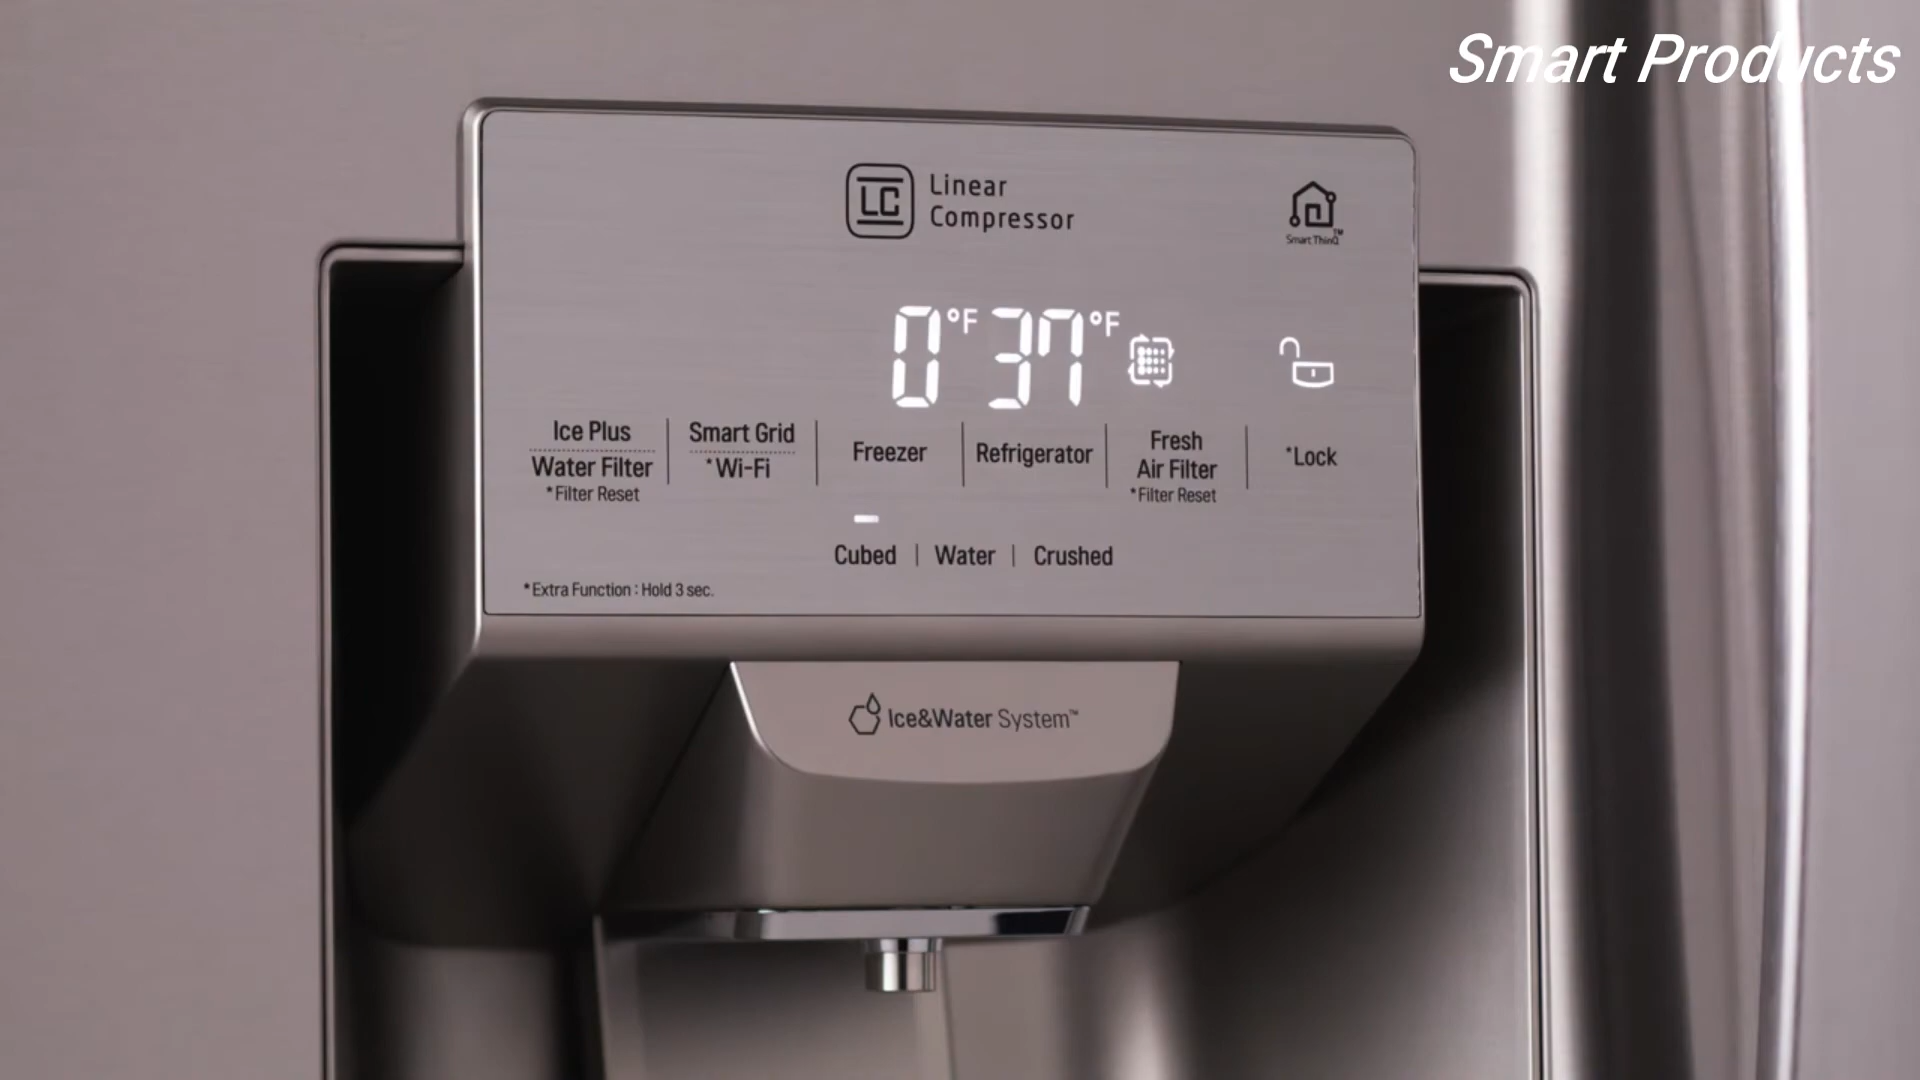 Smart Products
LC
Linear
Compressor
Smart ThinQ™
0°F 37°F
Ice Plus
Water Filter
*Filter Reset
Smart Grid
*Wi-Fi
Freezer
Refrigerator
Fresh
Air Filter
*Filter Reset
*Lock
Cubed | Water | Crushed
*Extra Function : Hold 3 sec.
Ice&Water System™